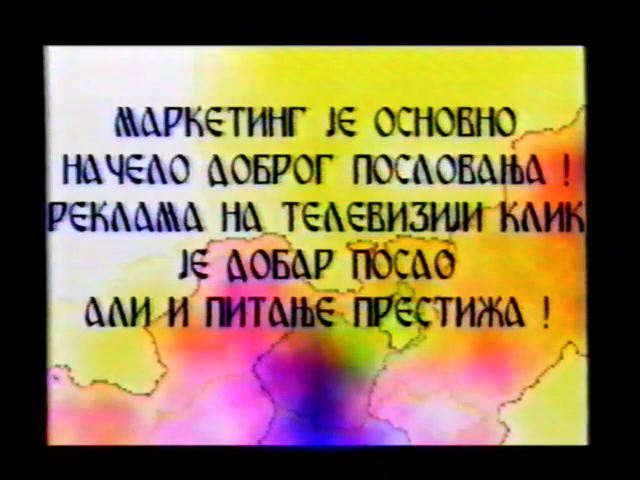 МАРКЕТИНГ ЈЕ ОСНОВНО
НАЧЕЛО ДОБРОГ ПОСЛОВАЊА !
РЕКЛАМА НА ТЕЛЕВИЗИЈИ КЛИК
ЈЕ ДОБАР ПОСАО
АЛИ И ПИТАЊЕ ПРЕСТИЖА !